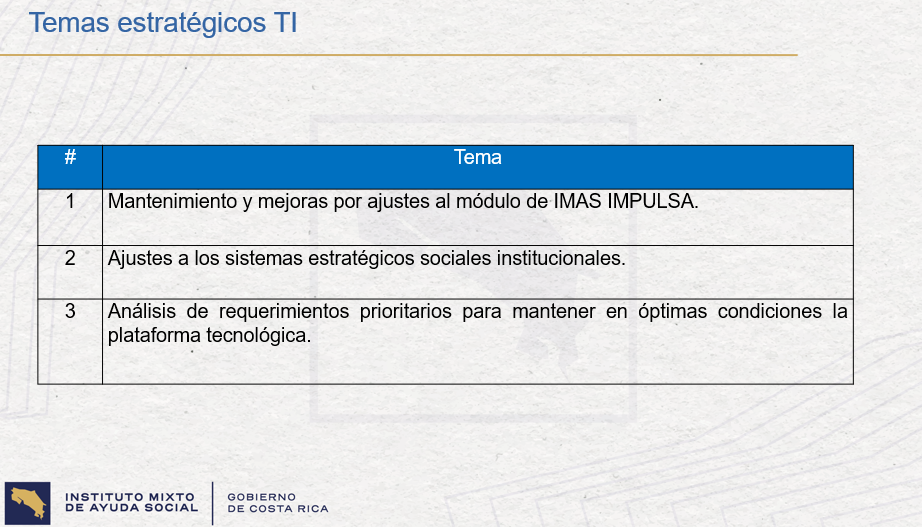 Temas estratégicos TI
# Tema
1 Mantenimiento y mejoras por ajustes al módulo de IMAS IMPULSA.
2 Ajustes a los sistemas estratégicos sociales institucionales.
3 Análisis de requerimientos prioritarios para mantener en óptimas condiciones la
plataforma tecnológica.
INSTITUTO MIXTO
DE AYUDA SOCIAL
GOBIERNO
DE COSTA RICA